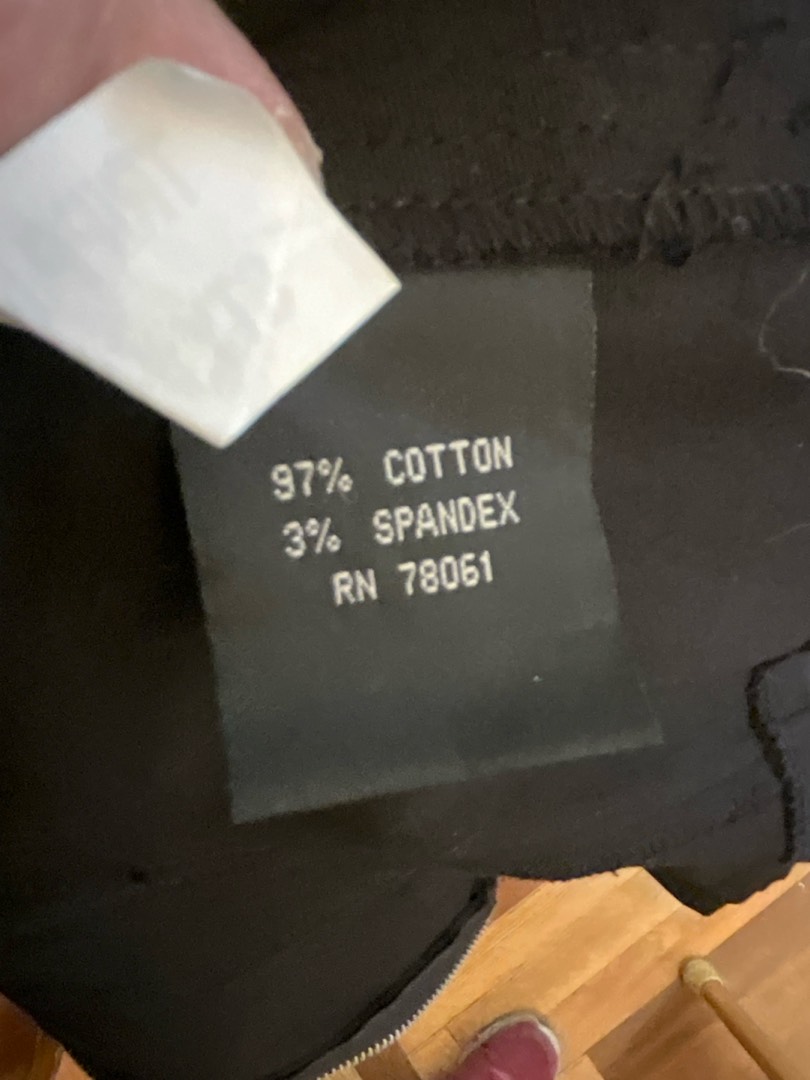 97% COTTON
3% SPANDEX
RN 78061